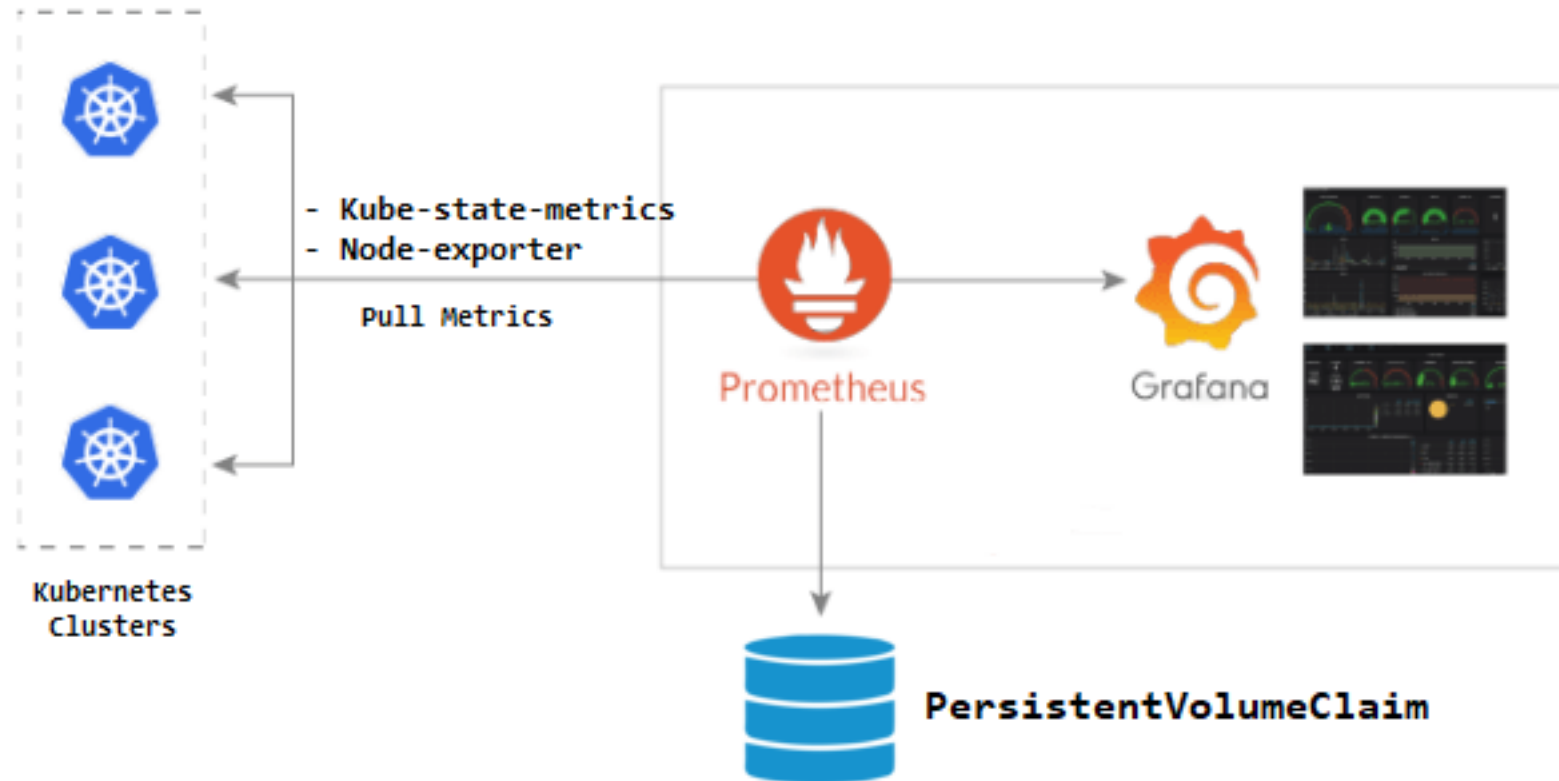 - Kube-state-metrics
- Node-exporter
Pull Metrics
Prometheus
Grafana
Kubernetes
Clusters
PersistentVolumeClaim